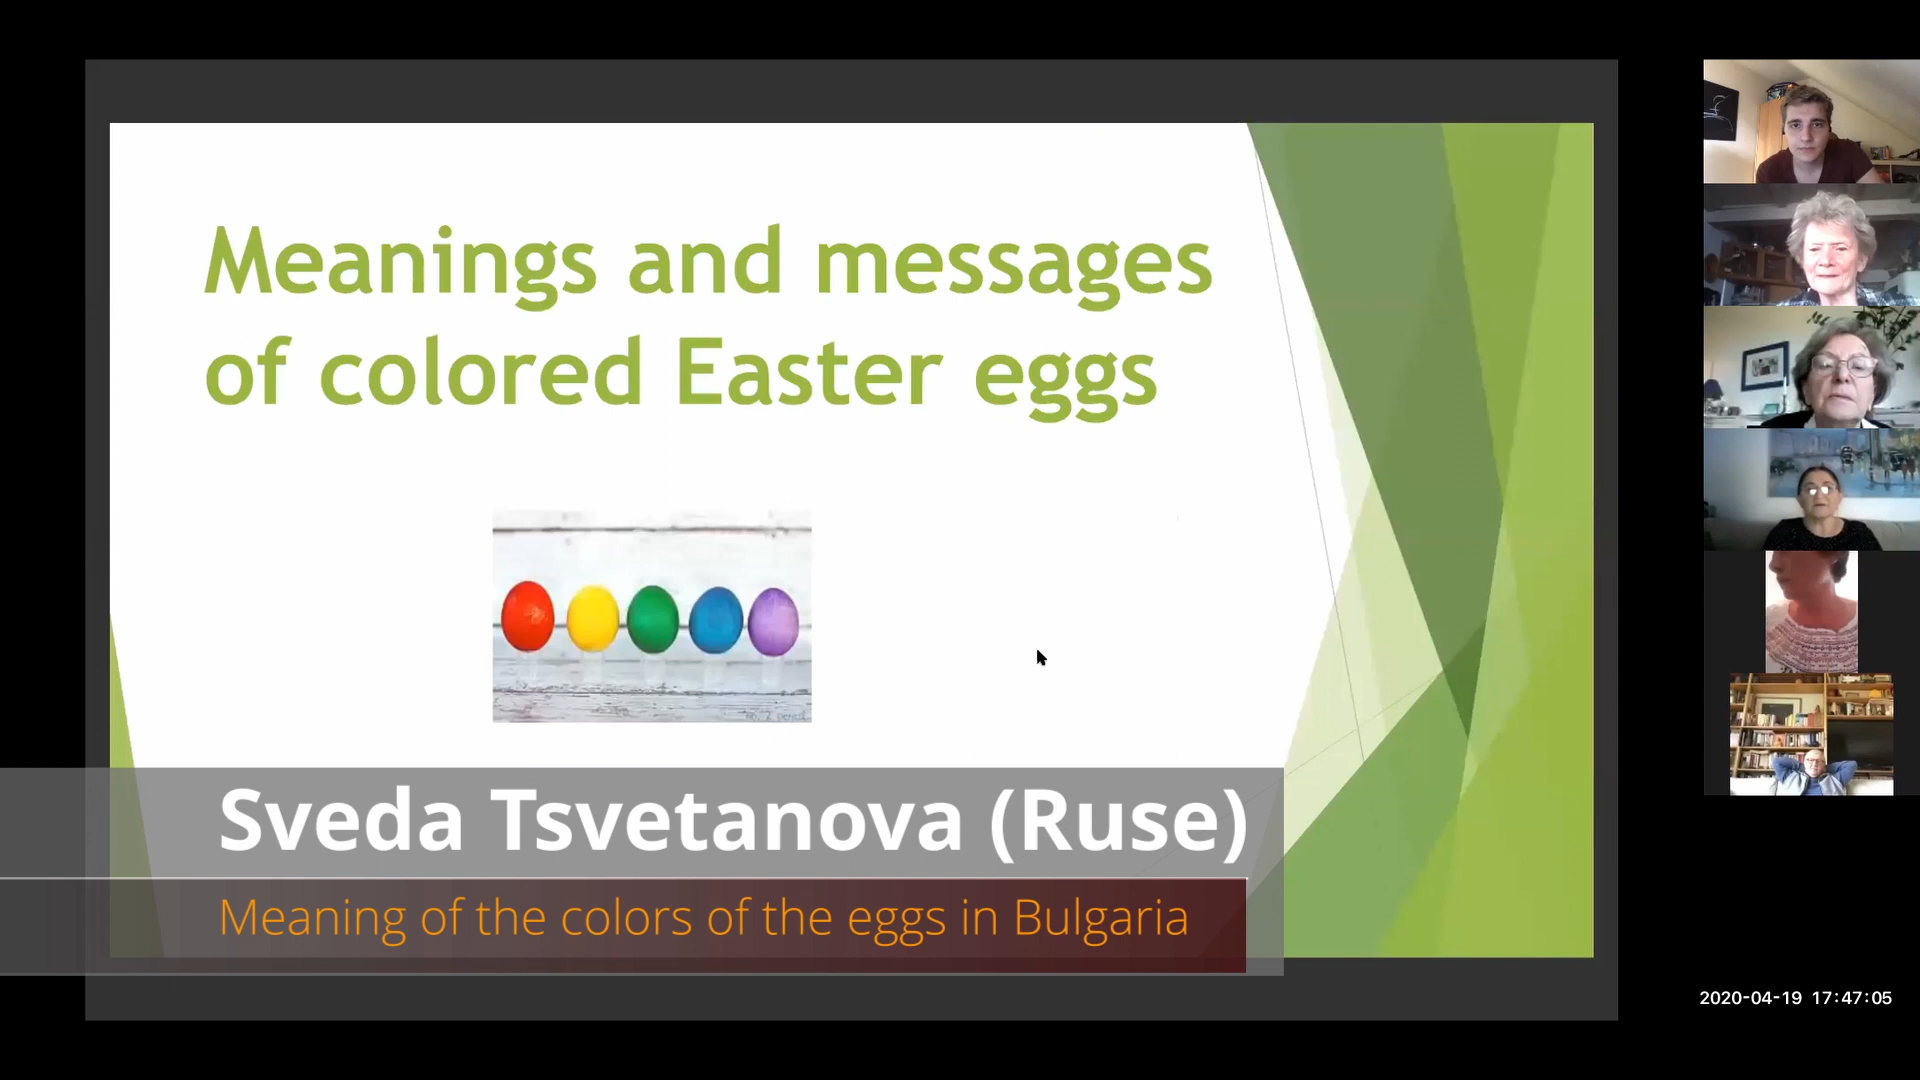 Meanings and messages
of colored Easter eggs
Sveda Tsvetanova (Ruse)
Meaning of the colors of the eggs in Bulgaria
2020-04-19 17:47:05